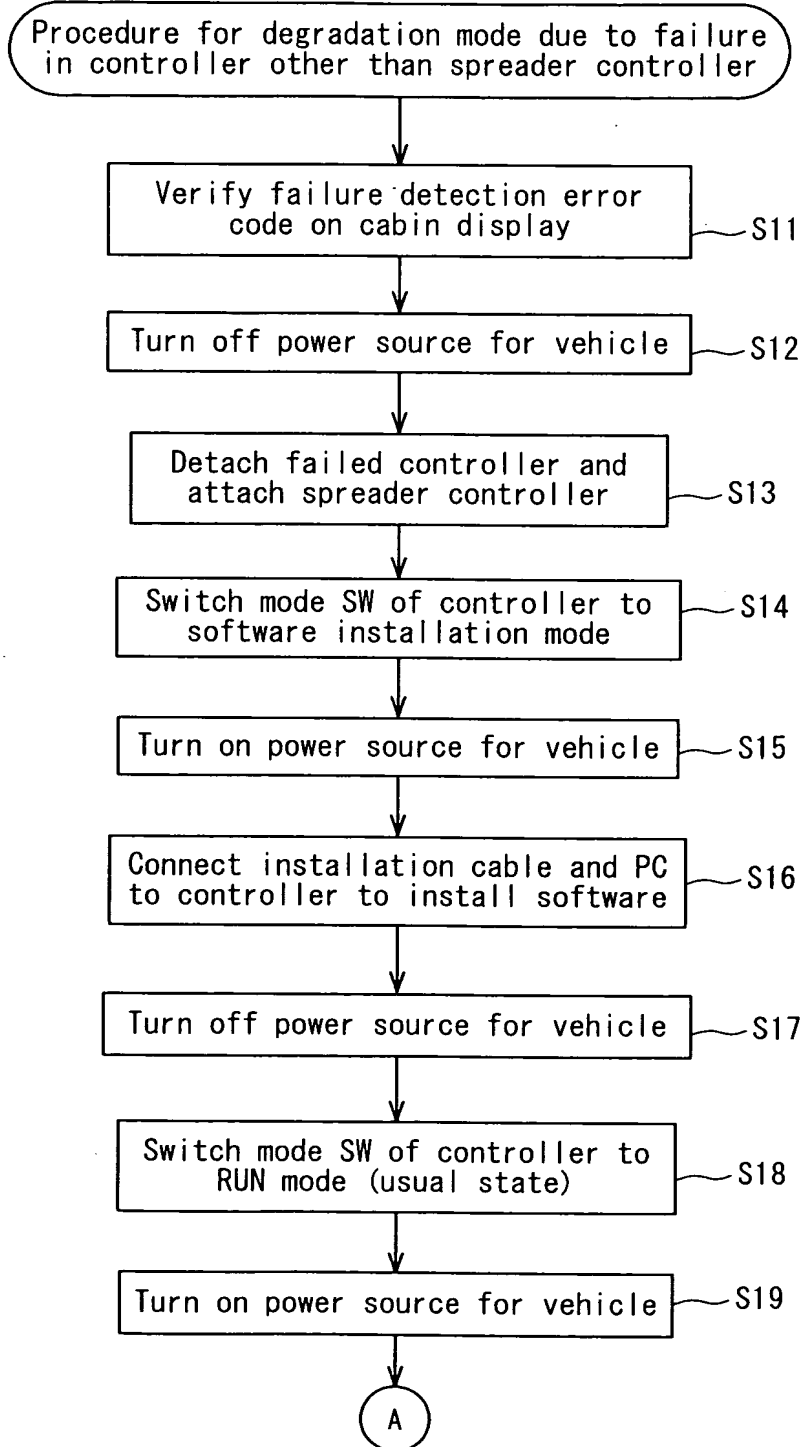 Procedure for degradation mode due to failure
in controller other than spreader controller
Verify failure detection error
code on cabin display
S11
Turn off power source for vehicle
S12
Detach failed controller and
attach spreader controller
S13
Switch mode SW of controller to
software installation mode
S14
Turn on power source for vehicle
S15
Connect installation cable and PC
to controller to install software
S16
Turn off power source for vehicle
S17
Switch mode SW of controller to
RUN mode (usual state)
S18
Turn on power source for vehicle
S19
A